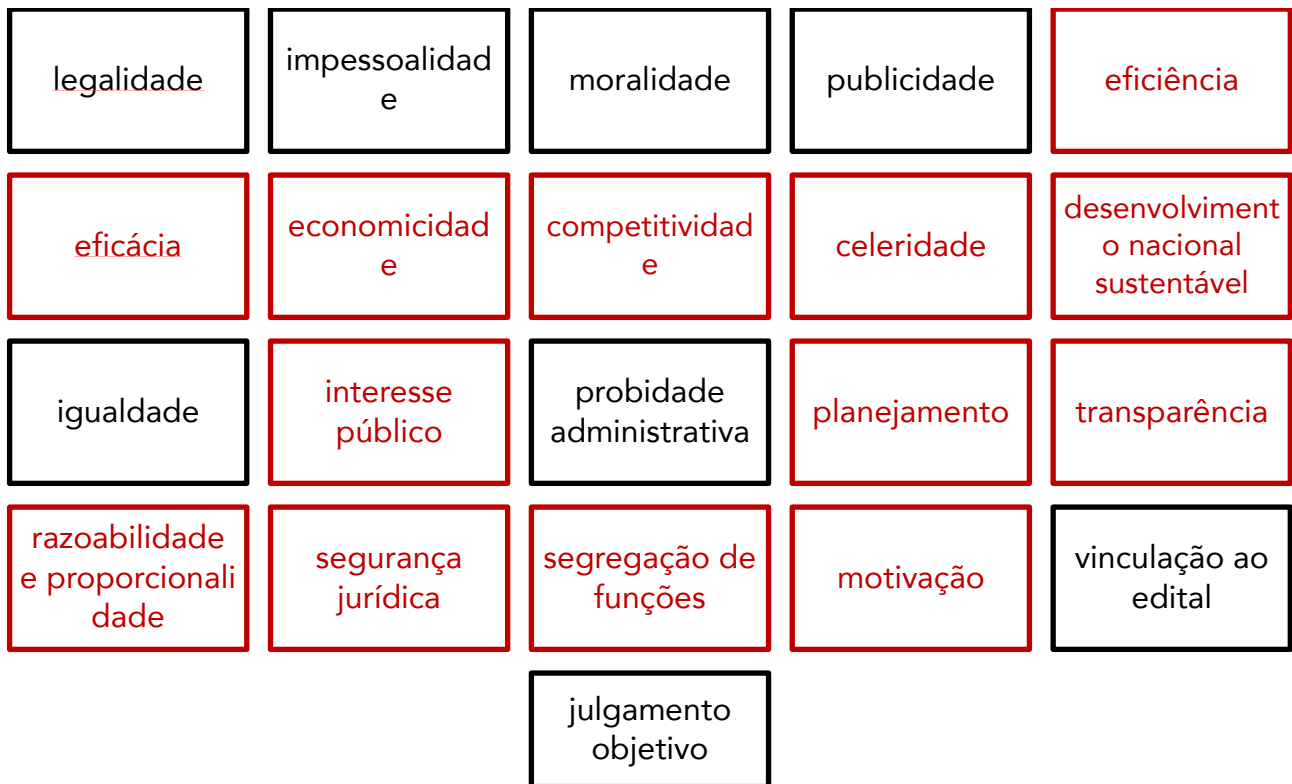 legalidade
impessoalidad
e
moralidade
publicidade
eficiência
eficácia
economicidad
e
competitividad
e
celeridade
desenvolviment
o nacional
sustentável
igualdade
interesse
público
probidade
administrativa
planejamento
transparência
razoabilidade
e proporcionali
dade
segurança
jurídica
segregação de
funções
motivação
vinculação ao
edital
julgamento
objetivo